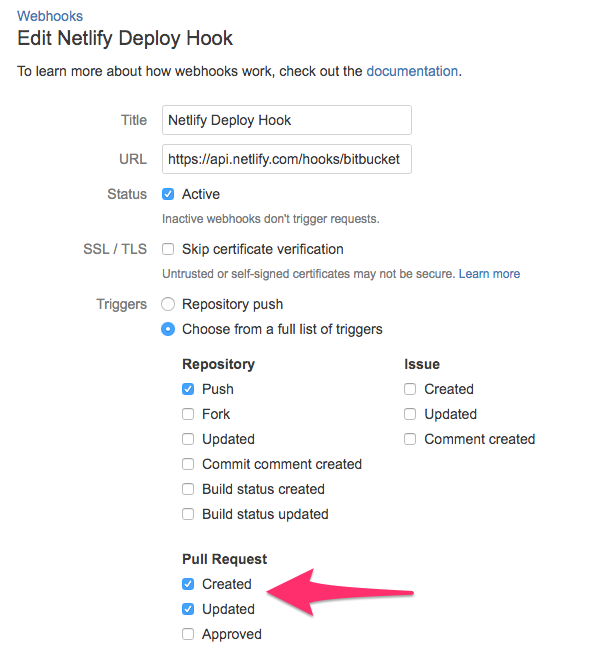 Webhooks
Edit Netlify Deploy Hook
To learn more about how webhooks work, check out the documentation.
Title Netlify Deploy Hook
URL https://api.netlify.com/hooks/bitbucket
Status Active
Inactive webhooks don't trigger requests.
SSL / TLS Skip certificate verification
Untrusted or self-signed certificates may not be secure. Learn more
Triggers Repository push
Choose from a full list of triggers
Repository
Push
Fork
Updated
Commit comment created
Build status created
Build status updated
Issue
Created
Updated
Comment created
Pull Request
Created
Updated
Approved